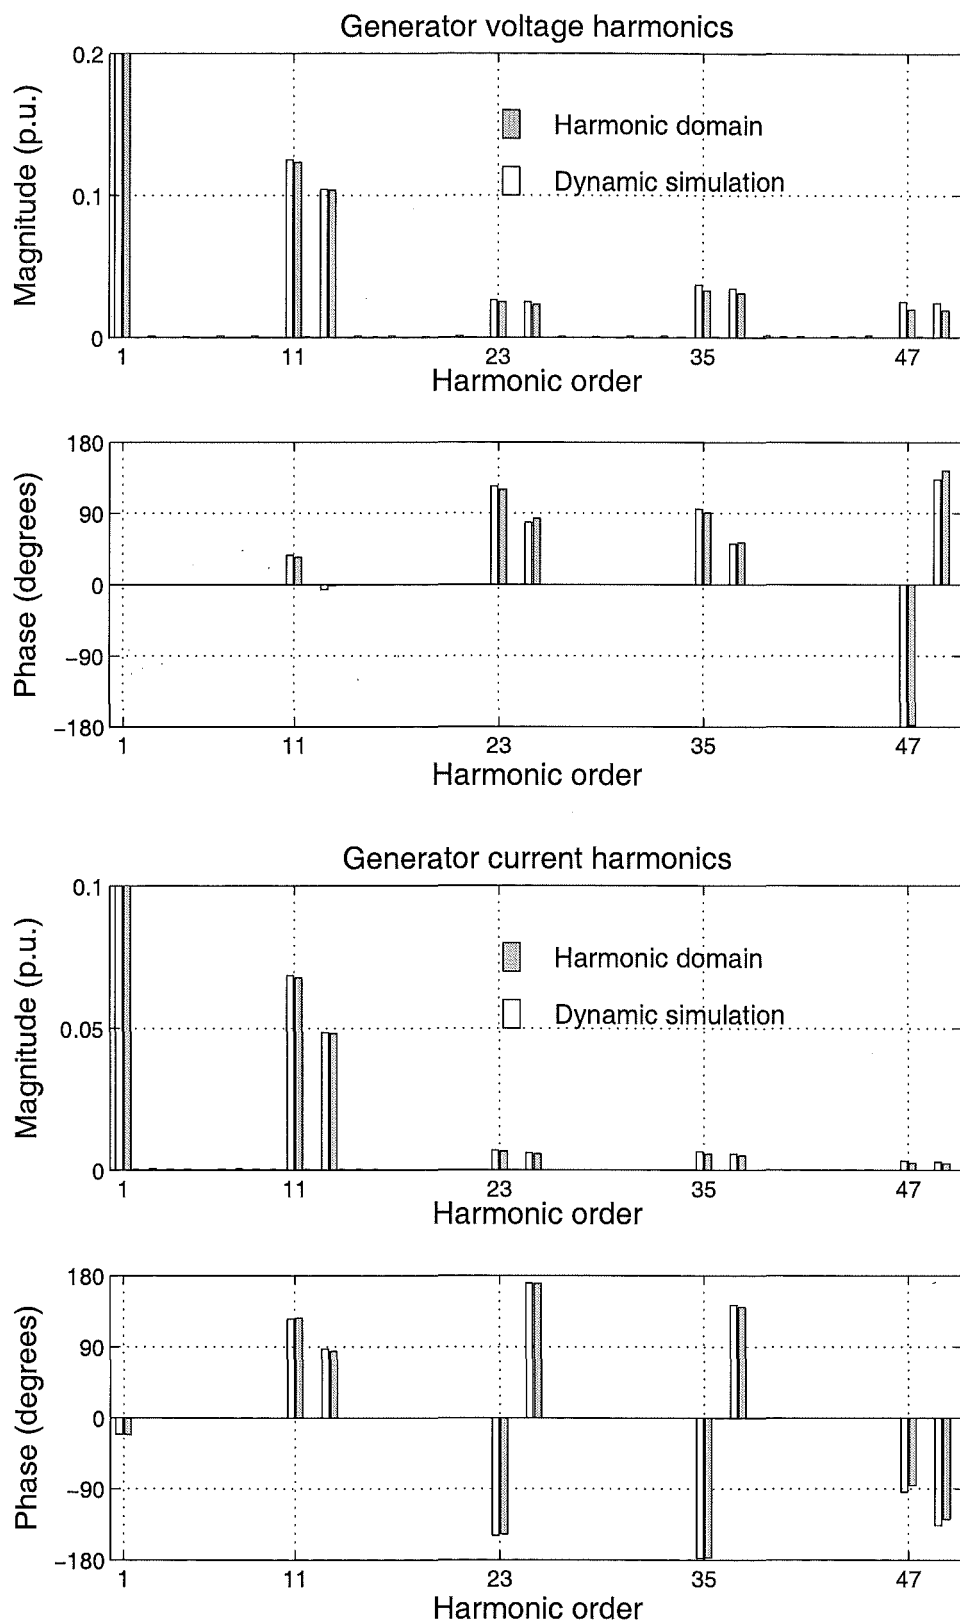 Generator voltage harmonics
0.2
0.1
0
Magnitude (p.u.)
Harmonic domain
Dynamic simulation
1 11 23 35 47
Harmonic order
180
90
0
−90
−180
Phase (degrees)
1 11 23 35 47
Harmonic order
Generator current harmonics
0.1
0.05
0
Magnitude (p.u.)
Harmonic domain
Dynamic simulation
1 11 23 35 47
Harmonic order
180
90
0
−90
−180
Phase (degrees)
1 11 23 35 47
Harmonic order